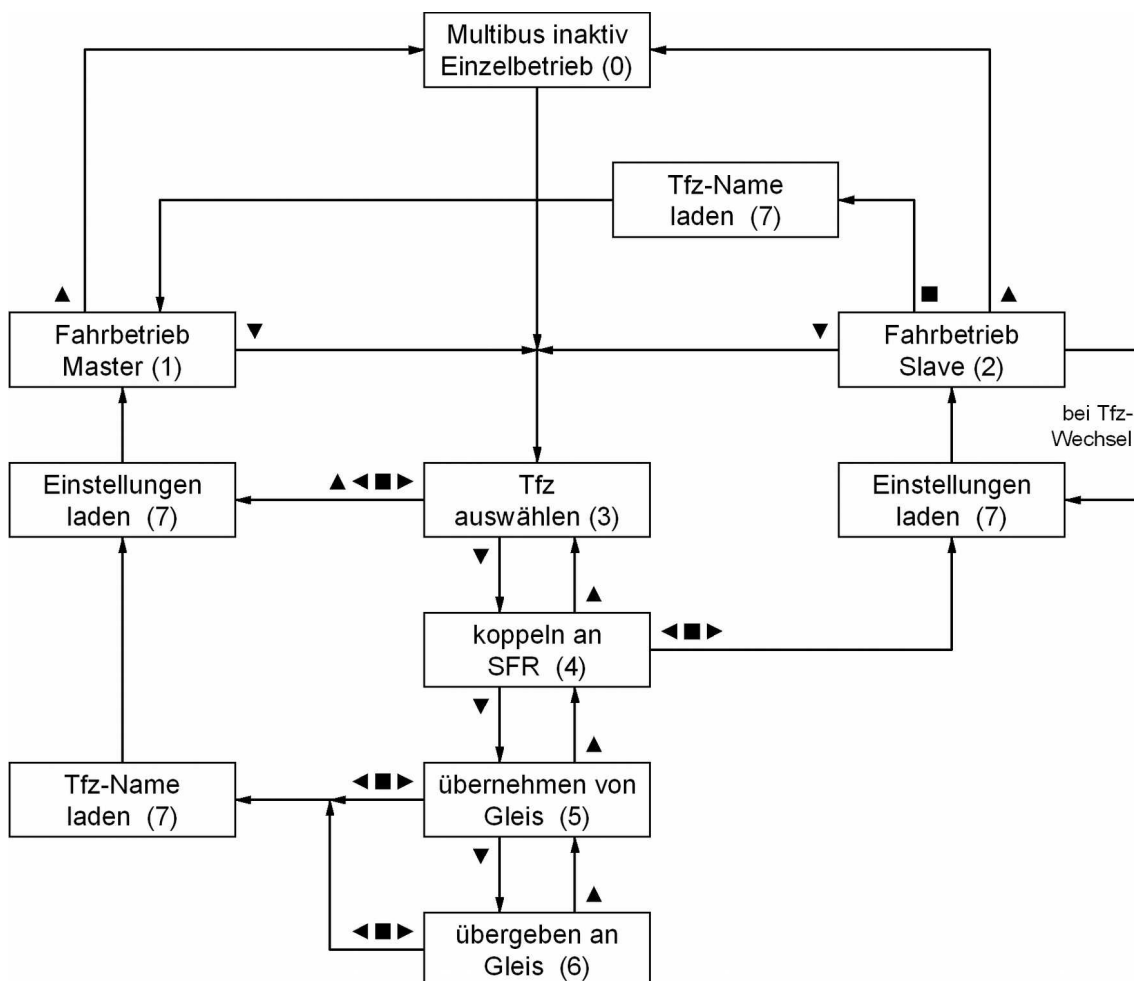 Multibus inaktiv
Einzelbetrieb (0)
Tfz-Name
laden (7)
▲
■
▲
Fahrbetrieb
Master (1)
▼
▼
Fahrbetrieb
Slave (2)
bei Tfz-
Wechsel
Einstellungen
laden (7)
▲ ◄ ■ ►
Tfz
auswählen (3)
Einstellungen
laden (7)
▼
▲
koppeln an
SFR (4)
◄ ■ ►
▼
▲
Tfz-Name
laden (7)
◄ ■ ►
übernehmen von
Gleis (5)
▼
▲
◄ ■ ►
übergeben an
Gleis (6)